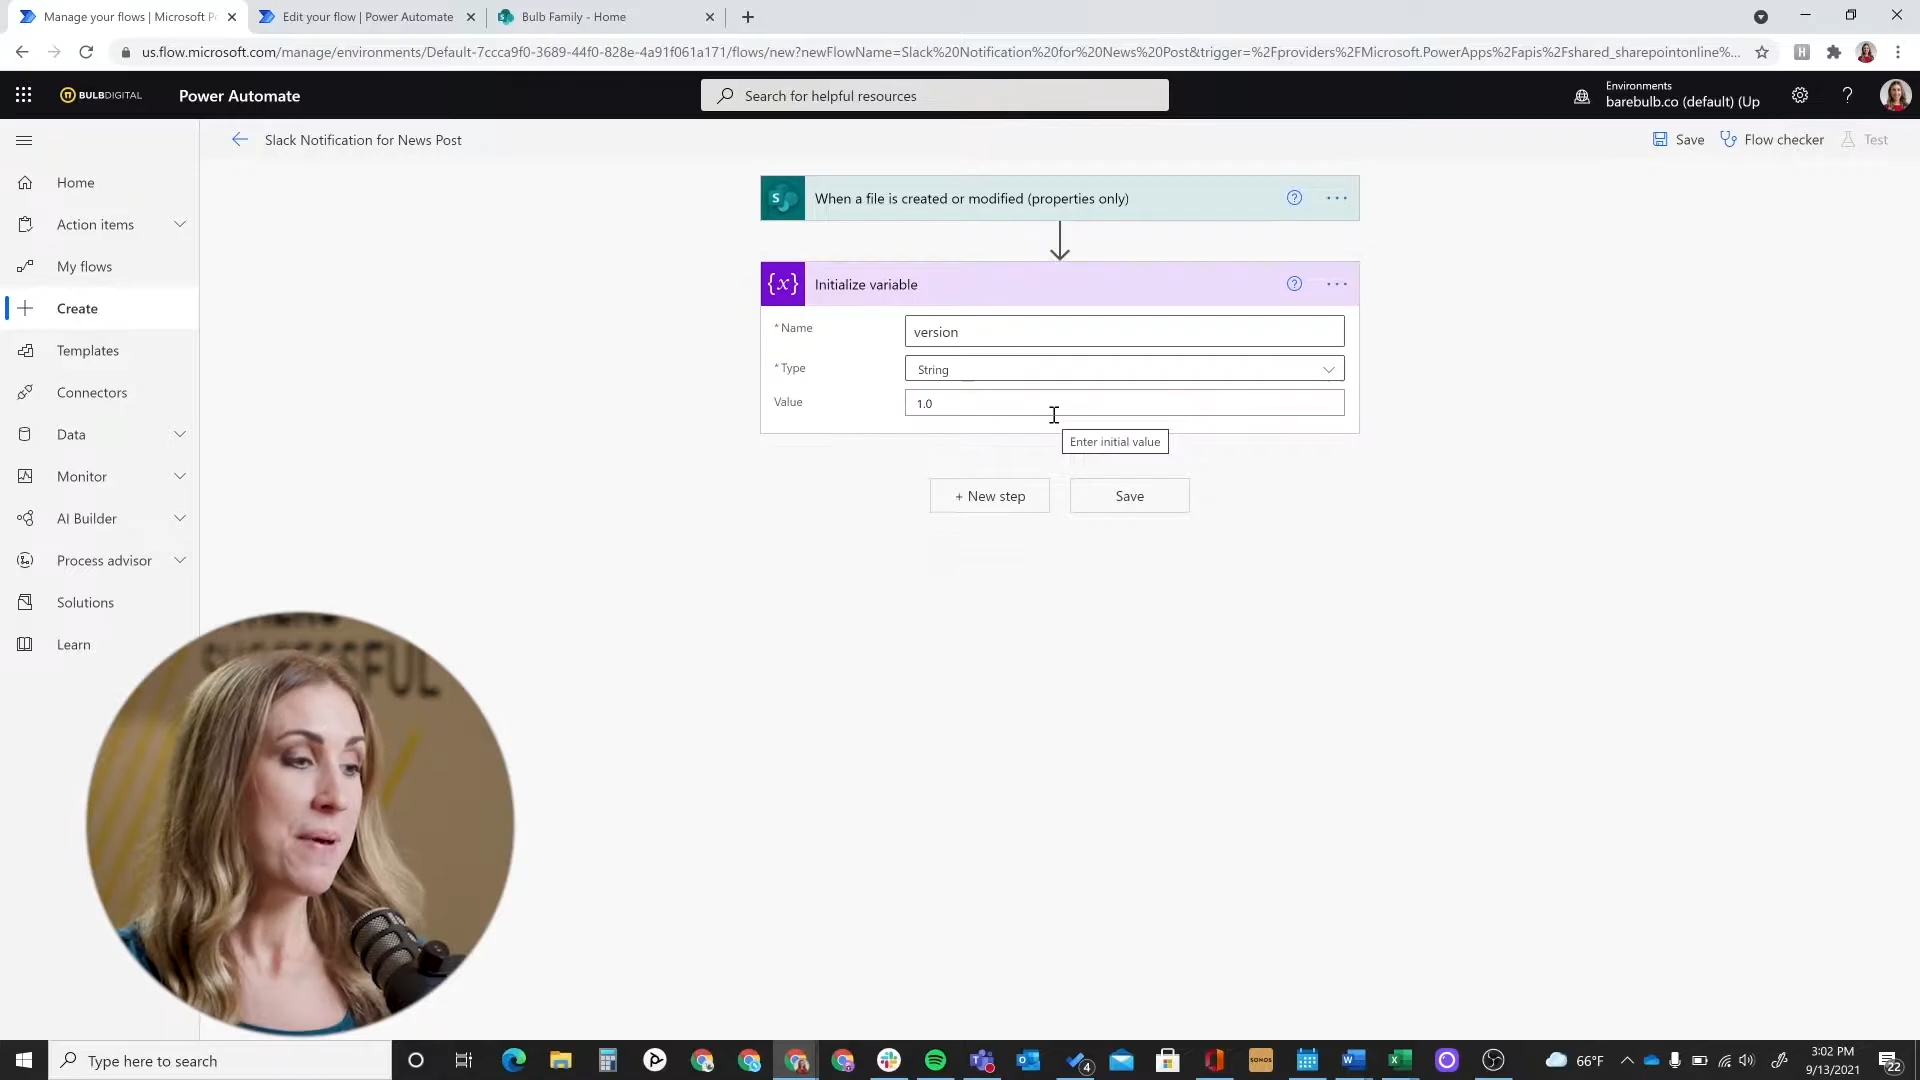 Manage your flows | Microsoft P
Edit your flow | Power Automate
Bulb Family - Home
us.flow.microsoft.com/manage/environments/Default-7ccca9f0-3689-44f0-828e-4a91f061a171/flows/new?newFlowName=Slack%20Notification%20for%20News%20Post&trigger=%2Fproviders%2FMicrosoft.PowerApps%2Fapis%2Fshared_sharepointonline%...
BULBDIGITAL
Power Automate
Search for helpful resources
Environments
barebulb.co (default) (Up
Slack Notification for News Post
Save
Flow checker
Test
Home
Action items
My flows
Create
Templates
Connectors
Data
Monitor
AI Builder
Process advisor
Solutions
Learn
When a file is created or modified (properties only)
{x} Initialize variable
* Name
version
* Type
String
Value
1.0
Enter initial value
+ New step
Save
Type here to search
SONOS
4
66°F
3:02 PM
9/13/2021
22